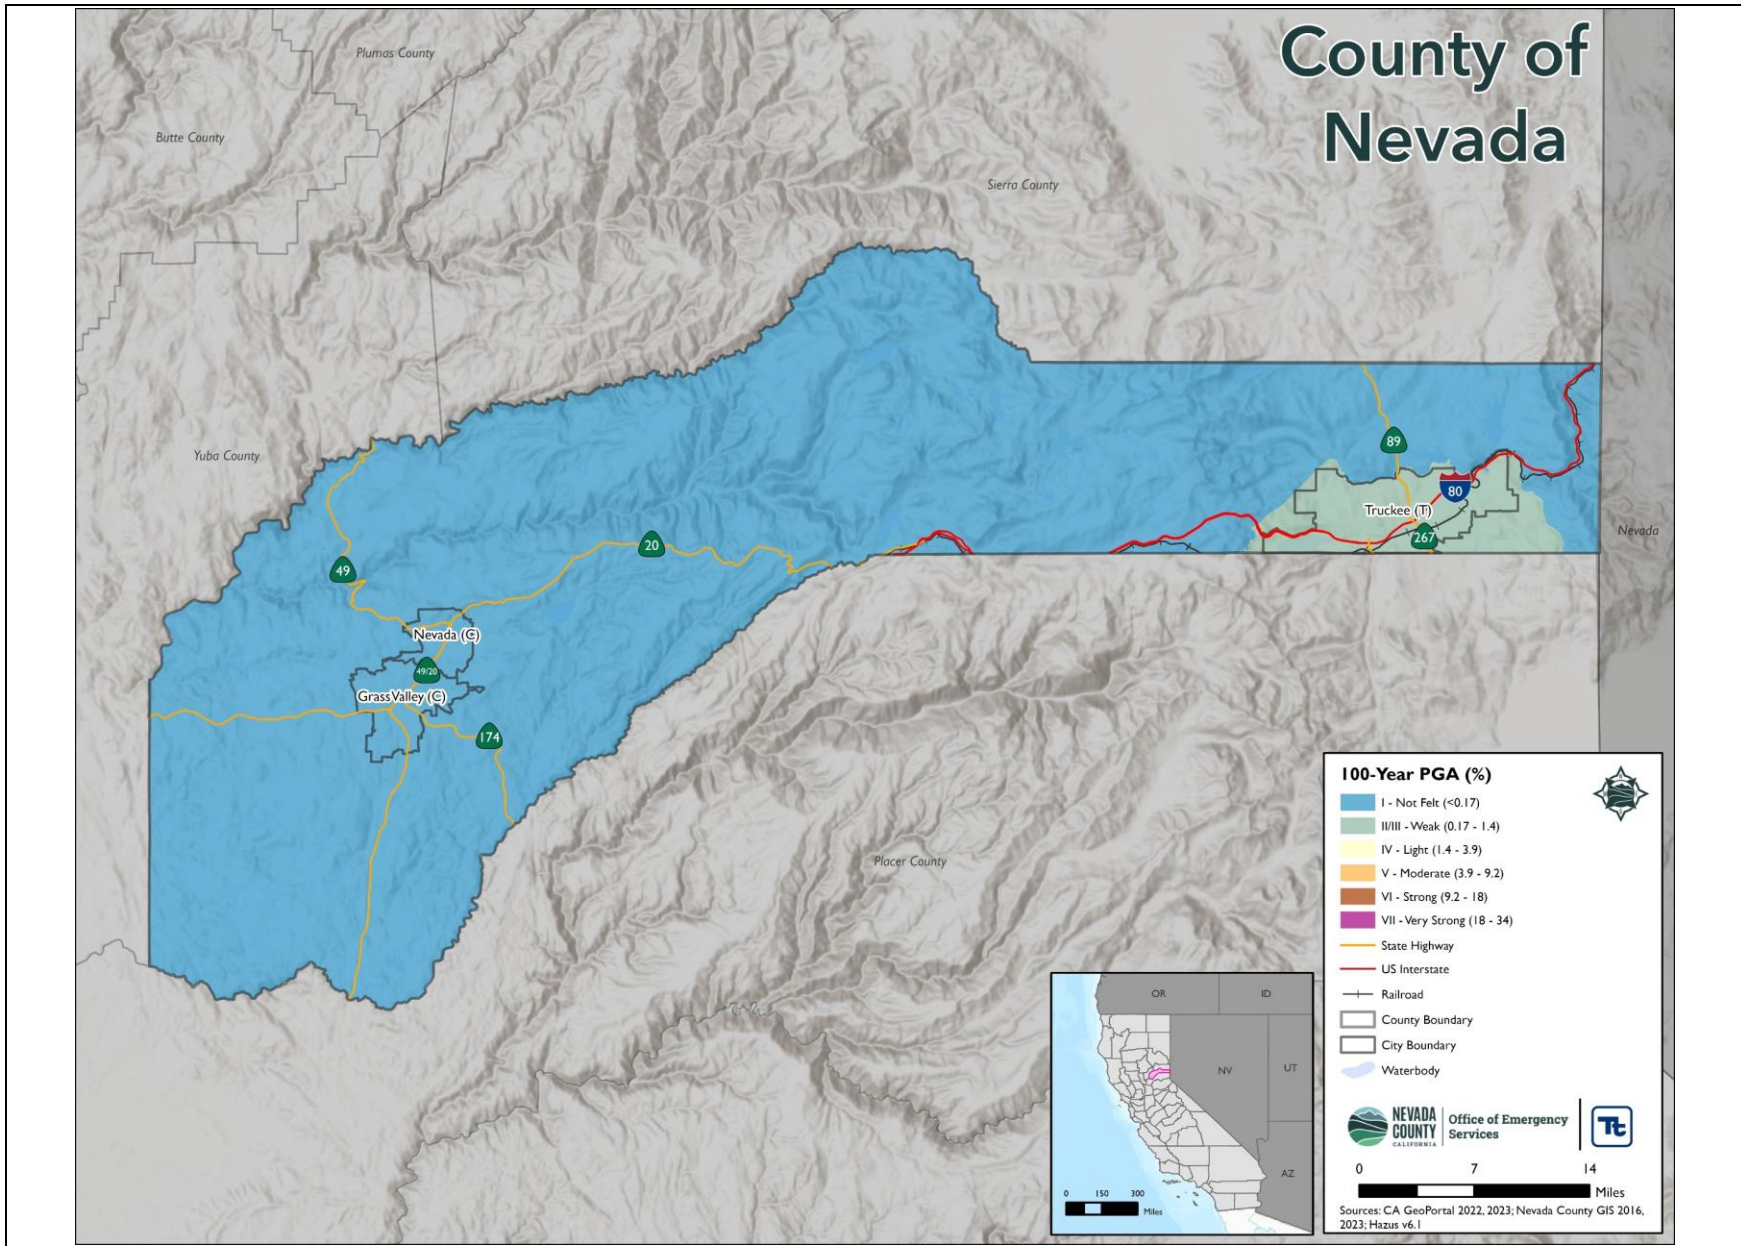 County of
Nevada
Plumas County
Butte County
Sierra County
Yuba County
89
80
Truckee (T)
267
Nevada
20
49
Nevada (C)
49/20
Grass Valley (C)
174
Placer County
100-Year PGA (%)
I - Not Felt (<0.17)
II/III - Weak (0.17 - 1.4)
IV - Light (1.4 - 3.9)
V - Moderate (3.9 - 9.2)
VI - Strong (9.2 - 18)
VII - Very Strong (18 - 34)
State Highway
US Interstate
Railroad
County Boundary
City Boundary
Waterbody
NEVADA
COUNTY
CALIFORNIA
Office of Emergency
Services
Tt
0 7 14
Miles
Sources: CA GeoPortal 2022, 2023; Nevada County GIS 2016,
2023; Hazus v6.1
OR
ID
NV
UT
AZ
0 150 300
Miles